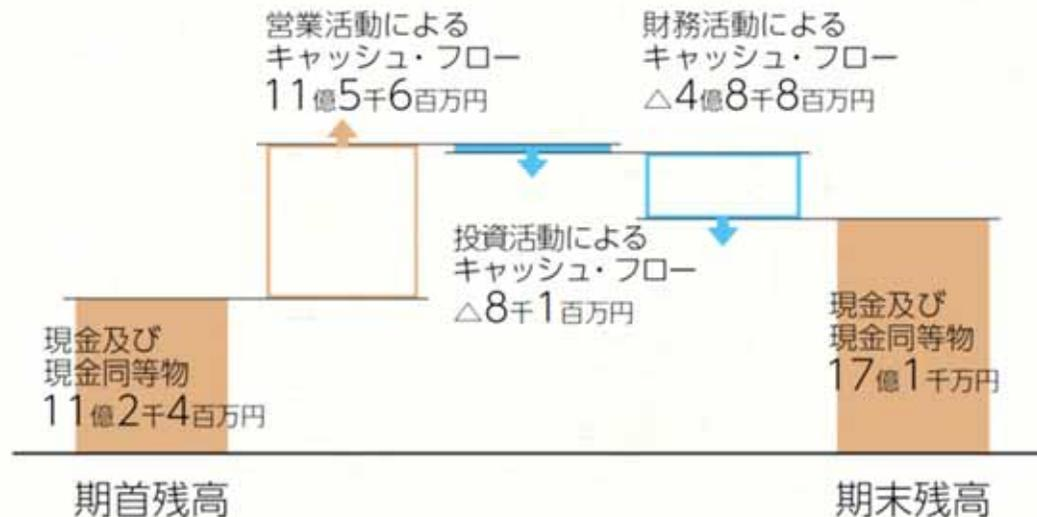 営業活動による
キャッシュ・フロー
11億5千6百万円
財務活動による
キャッシュ・フロー
△4億8千8百万円
投資活動による
キャッシュ・フロー
△8千1百万円
現金及び
現金同等物
11億2千4百万円
現金及び
現金同等物
17億1千万円
期首残高
期末残高